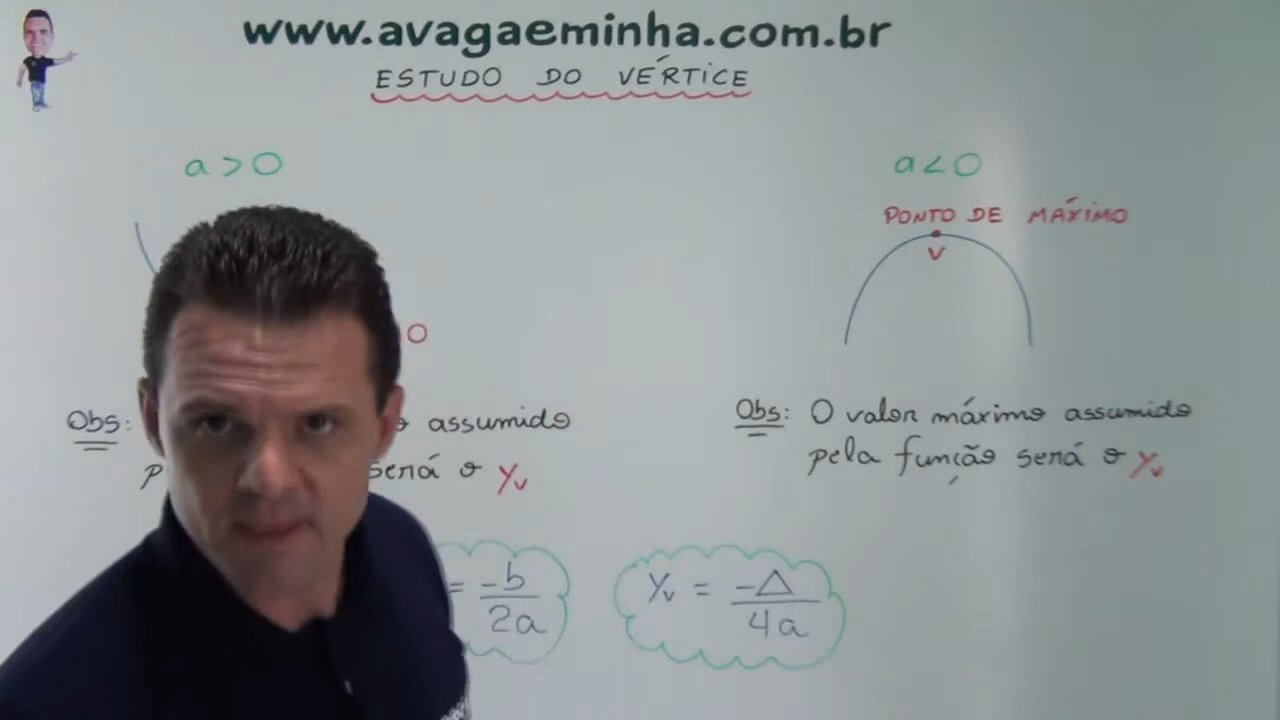 www.avagaeminha.com.br
ESTUDO DO VÉRTICE
a > 0
a < 0
PONTO DE MÁXIMO
V
O
Obs: assumido
será o yv
Obs: O valor máximo assumido
pela função será o yv
= -b/2a
yv = -Δ/4a